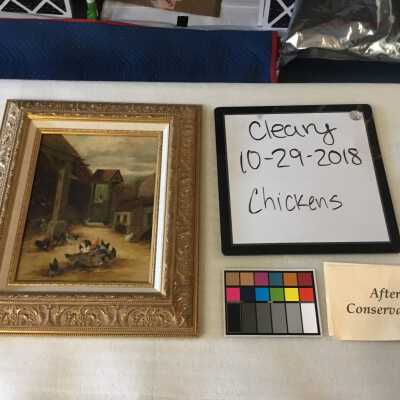 Cleary
10-29-2018
Chickens
After
Conserva